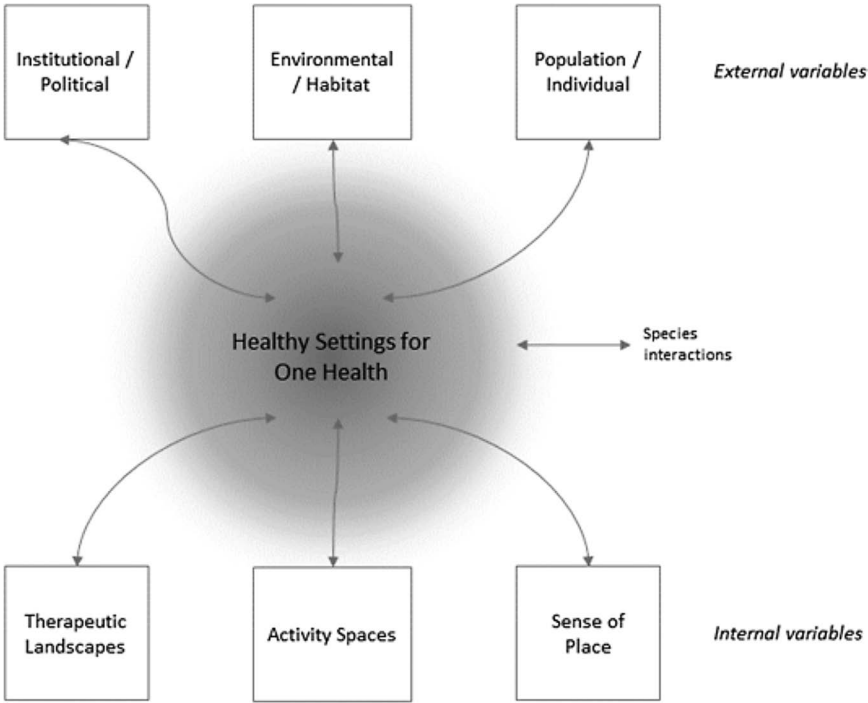 Institutional /
Political
Environmental
/ Habitat
Population /
Individual
External variables
Healthy Settings for
One Health
Species
interactions
Therapeutic
Landscapes
Activity Spaces
Sense of
Place
Internal variables